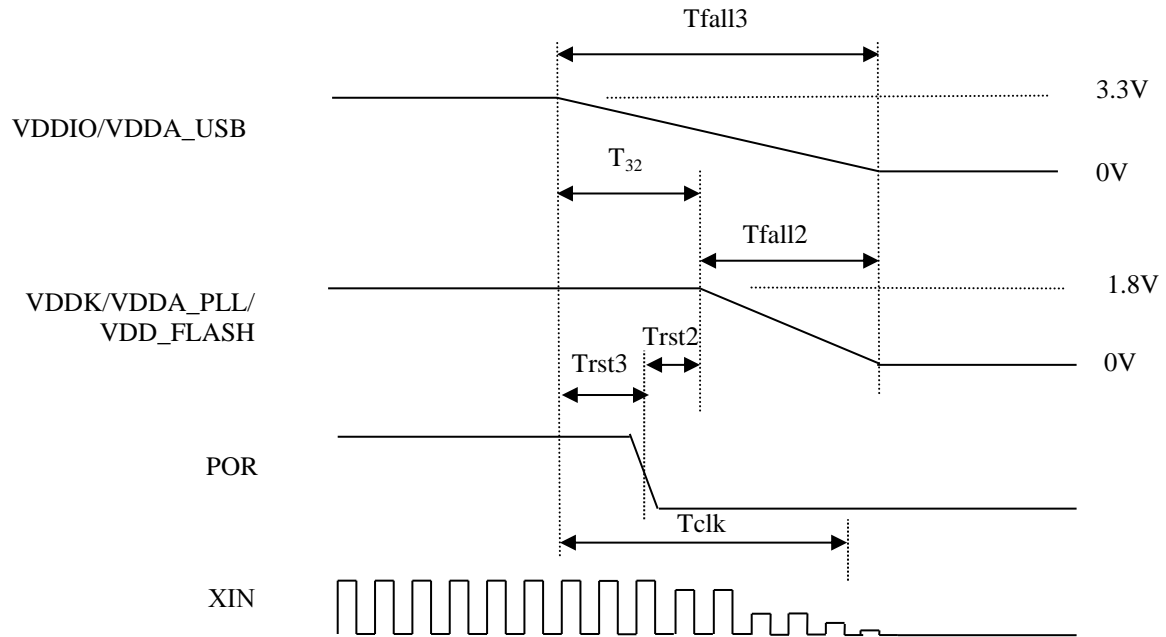 Tfall3
3.3V
VDDIO/VDDA_USB
T32
0V
Tfall2
1.8V
VDDK/VDDA_PLL/
VDD_FLASH
Trst2
Trst3
0V
POR
Tclk
XIN